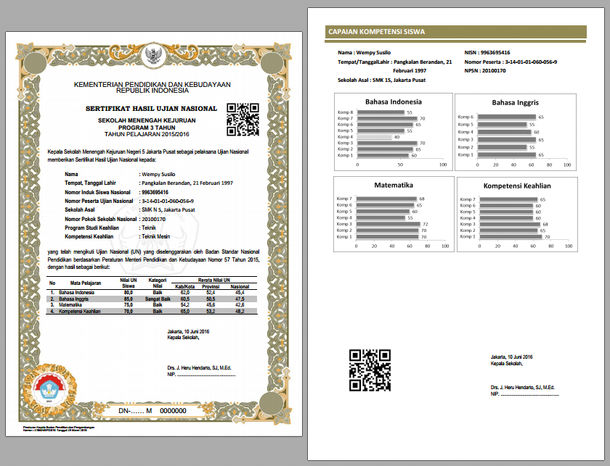 KEMENTERIAN PENDIDIKAN DAN KEBUDAYAAN
REPUBLIK INDONESIA
SERTIFIKAT HASIL UJIAN NASIONAL
SEKOLAH MENENGAH KEJURUAN
PROGRAM 3 TAHUN
TAHUN PELAJARAN 2015/2016
Kepala Sekolah Menengah Kejuruan Negeri 5 Jakarta Pusat sebagai pelaksana Ujian Nasional
memberikan Sertifikat Hasil Ujian Nasional kepada:
Nama : Wempy Susilo
Tempat, Tanggal Lahir : Pangkalan Berandan, 21 Februari 1997
Nomor Induk Siswa Nasional : 9963695416
Nomor Peserta Ujian Nasional : 3-14-01-01-060-056-9
Sekolah Asal : SMK N 5, Jakarta Pusat
Nomor Pokok Sekolah Nasional : 20100170
Program Studi Keahlian : Teknik
Kompetensi Keahlian : Teknik Mesin
yang telah mengikuti Ujian Nasional (UN) yang diselenggarakan oleh Badan Standar Nasional
Pendidikan berdasarkan Peraturan Menteri Pendidikan dan Kebudayaan Nomor 57 Tahun 2015,
dengan hasil sebagai berikut:
No Mata Pelajaran Nilai UN Siswa Kategori Nilai Rerata Nilai UN
Kab/Kota Provinsi Nasional
1. Bahasa Indonesia 80,0 Baik 62,0 52,4 45,4
2. Bahasa Inggris 85,0 Sangat Baik 60,5 50,5 47,5
3. Matematika 75,0 Baik 54,2 45,6 42,6
4. Kompetensi Keahlian 70,0 Baik 65,0 53,2 48,2
Jakarta, 10 Juni 2016
Kepala Sekolah,
Drs. J. Heru Hendarto, SJ, M.Ed.
NIP. ............................
DN-...... M 0000000
CAPAIAN KOMPETENSI SISWA
Nama : Wempy Susilo
Tempat/TanggalLahir : Pangkalan Berandan, 21
Februari 1997
Sekolah Asal : SMK 15, Jakarta Pusat
NISN : 9963695416
Nomor Peserta : 3-14-01-01-060-056-9
NPSN : 20100170
Bahasa Indonesia
Komp 8 55
Komp 7 70
Komp 6 65
Komp 5 55
Komp 4 40
Komp 3 70
Komp 2 60
Komp 1 70
0 50 100
Bahasa Inggris
Komp 6 65
Komp 5 55
Komp 4 60
Komp 3 55
Komp 2 60
Komp 1 65
Matematika
Komp 7 68
Komp 6 65
Komp 5 60
Komp 4 55
Komp 3 72
Komp 2 70
Komp 1 68
Kompetensi Keahlian
Komp 7 65
Komp 6 60
Komp 5 60
Komp 4 55
Komp 3 68
Komp 2 60
Komp 1 70
Jakarta, 10 Juni 2016
Kepala Sekolah,
Drs. J. Heru Hendarto, SJ, M.Ed.
NIP. ............................